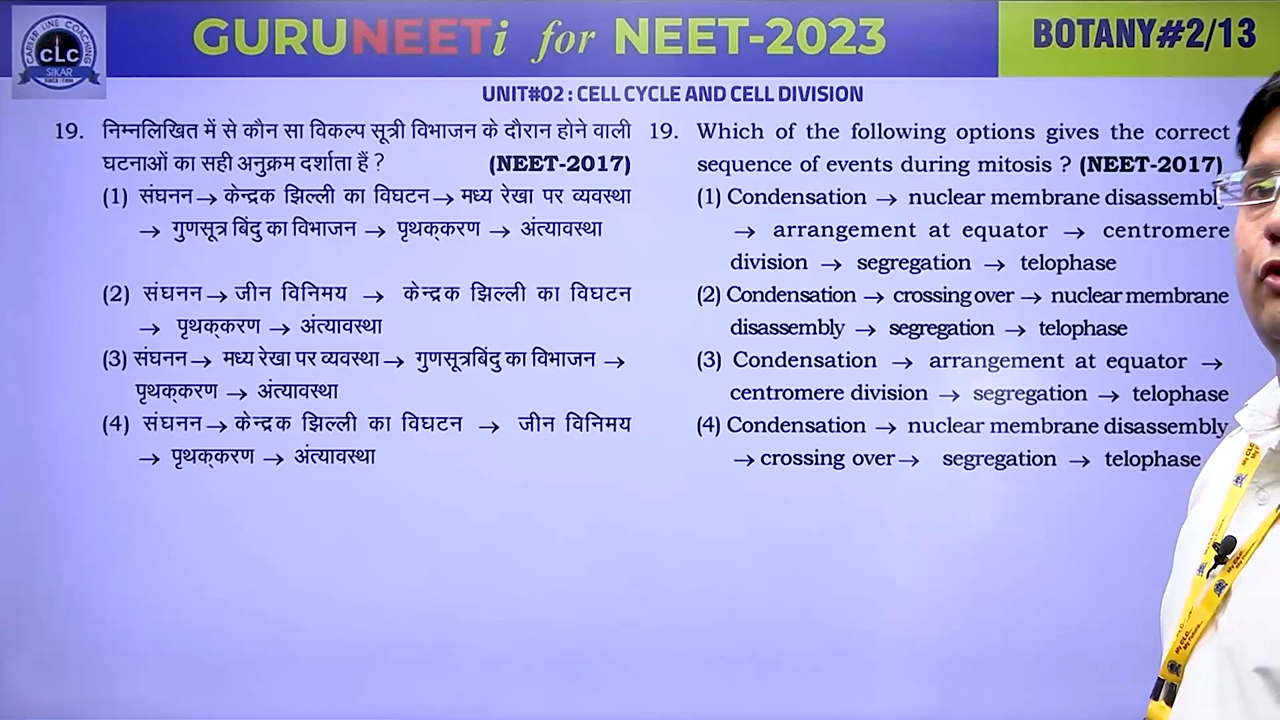 GURUNEETi for NEET-2023
BOTANY#2/13
CAREER LINE COACHING
CLC
SIKAR
UNIT#02 : CELL CYCLE AND CELL DIVISION
19. निम्नलिखित में से कौन सा विकल्प सूत्री विभाजन के दौरान होने वाली
घटनाओं का सही अनुक्रम दर्शाता हैं ? (NEET-2017)
(1) संघनन → केन्द्रक झिल्ली का विघटन → मध्य रेखा पर व्यवस्था
→ गुणसूत्र बिंदु का विभाजन → पृथक्करण → अंत्यावस्था
(2) संघनन → जीन विनिमय → केन्द्रक झिल्ली का विघटन
→ पृथक्करण → अंत्यावस्था
(3) संघनन → मध्य रेखा पर व्यवस्था → गुणसूत्रबिंदु का विभाजन →
पृथक्करण → अंत्यावस्था
(4) संघनन → केन्द्रक झिल्ली का विघटन → जीन विनिमय
→ पृथक्करण → अंत्यावस्था
19. Which of the following options gives the correct
sequence of events during mitosis ? (NEET-2017)
(1) Condensation → nuclear membrane disassembl
→ arrangement at equator → centromere
division → segregation → telophase
(2) Condensation → crossing over → nuclear membrane
disassembly → segregation → telophase
(3) Condensation → arrangement at equator →
centromere division → segregation → telophase
(4) Condensation → nuclear membrane disassembly
→ crossing over → segregation → telophase